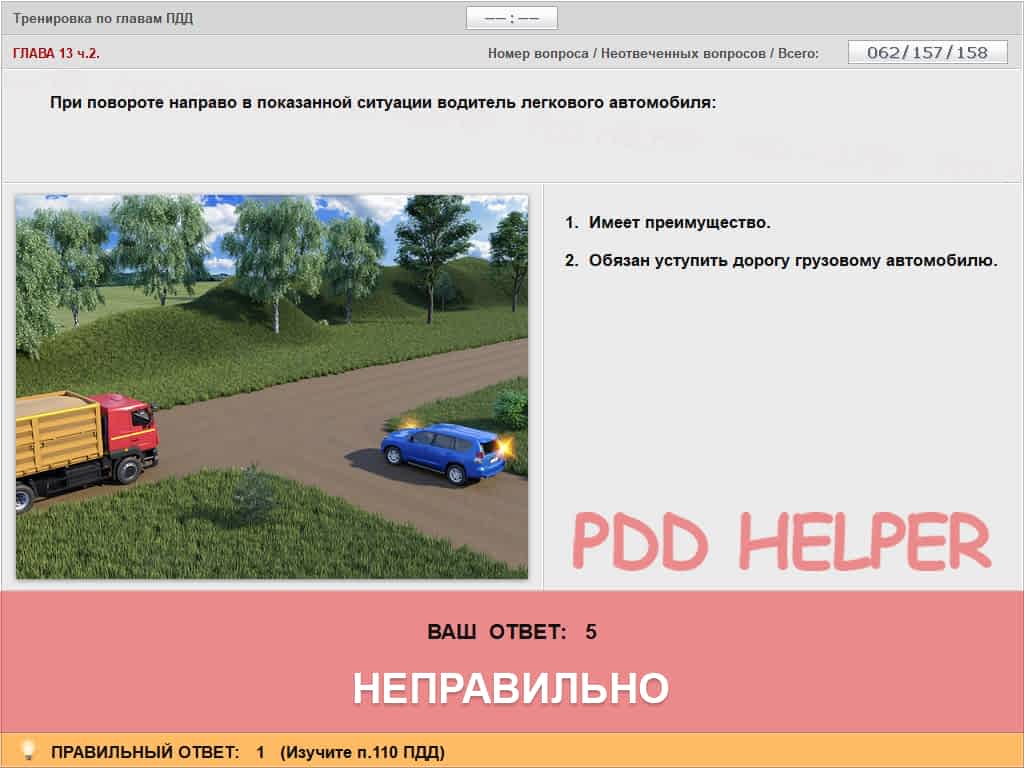 Тренировка по главам ПДД
—— : ——
ГЛАВА 13 ч.2.
Номер вопроса / Неотвеченных вопросов / Всего:
062/157/158
При повороте направо в показанной ситуации водитель легкового автомобиля:
1. Имеет преимущество.
2. Обязан уступить дорогу грузовому автомобилю.
PDD HELPER
ВАШ ОТВЕТ: 5
НЕПРАВИЛЬНО
ПРАВИЛЬНЫЙ ОТВЕТ: 1 (Изучите п.110 ПДД)